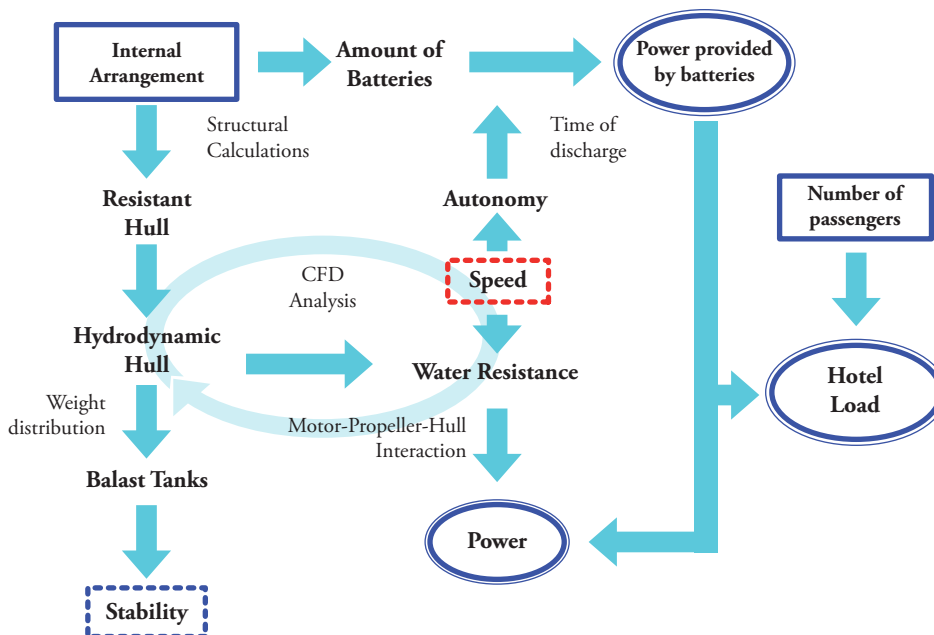 Internal
Arrangement
Amount of
Batteries
Power provided
by batteries
Structural
Calculations
Time of
discharge
Resistant
Hull
Autonomy
Number of
passengers
CFD
Analysis
Speed
Hydrodynamic
Hull
Water Resistance
Hotel
Load
Weight
distribution
Motor-Propeller-Hull
Interaction
Balast Tanks
Power
Stability